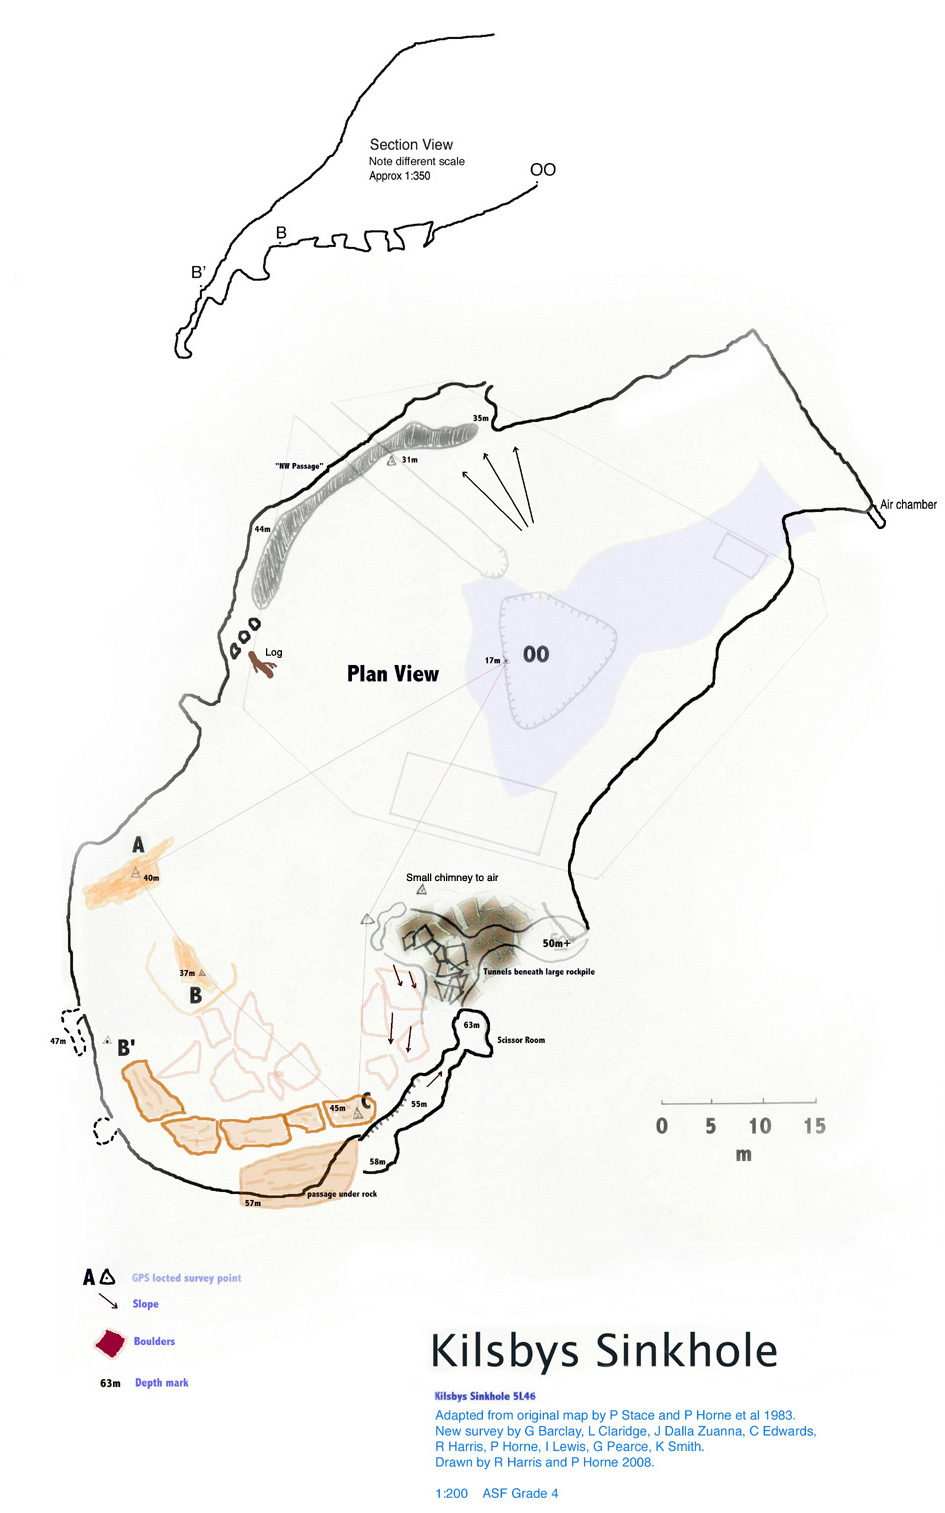 Section View
Note different scale
Approx 1:350
OO
B
B'
35m
"NW Passage"
31m
Air chamber
44m
Log
17m
OO
Plan View
A
40m
Small chimney to air
50m+
37m
Tunnels beneath large rockpile
B
63m
47m
B'
Scissor Room
C
45m
55m
0 5 10 15
m
58m
passage under rock
57m
A GPS locted survey point
Slope
Boulders
63m Depth mark
Kilsbys Sinkhole
Kilsbys Sinkhole 5L46
Adapted from original map by P Stace and P Horne et al 1983.
New survey by G Barclay, L Claridge, J Dalla Zuanna, C Edwards,
R Harris, P Horne, I Lewis, G Pearce, K Smith.
Drawn by R Harris and P Horne 2008.
1:200 ASF Grade 4